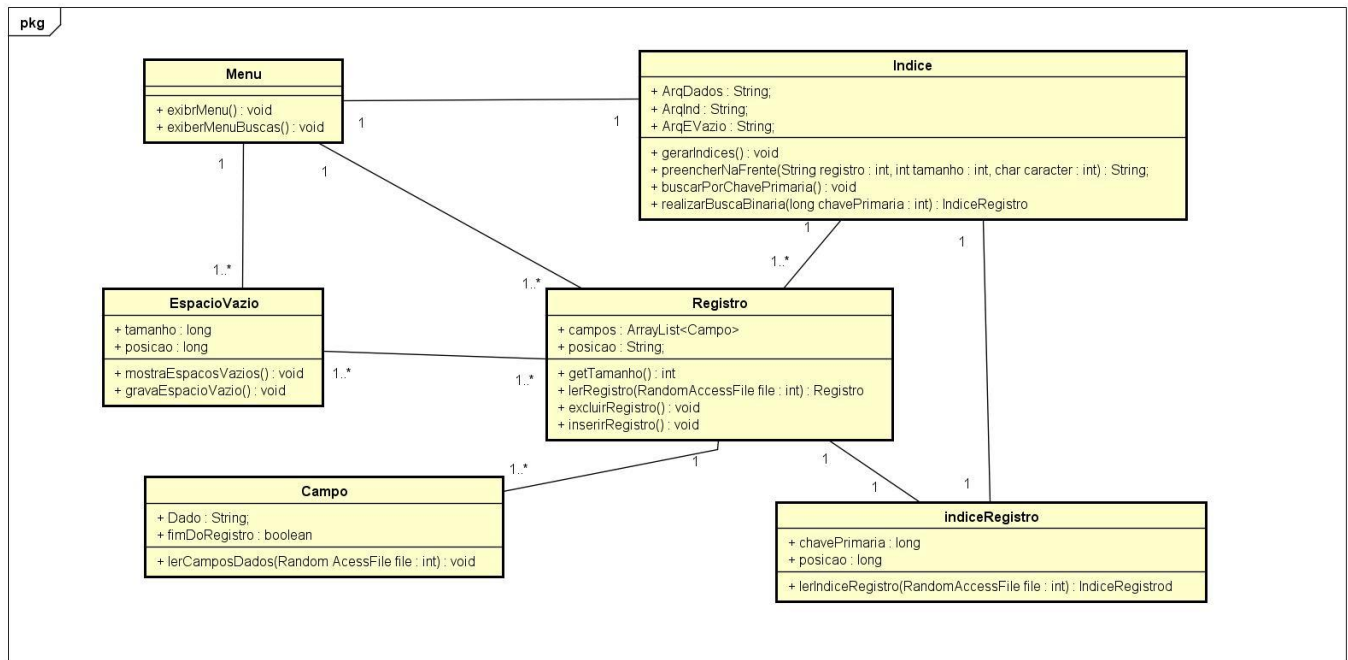 pkg
Menu
+ exibrMenu() : void
+ exiberMenuBuscas() : void
Indice
+ ArqDados : String;
+ ArqInd : String;
+ ArqEVazio : String;
+ gerarIndices() : void
+ preencherNaFrente(String registro : int, int tamanho : int, char caracter : int) : String;
+ buscarPorChavePrimaria() : void
+ realizarBuscaBinaria(long chavePrimaria : int) : IndiceRegistro
1
1
1
1
1
1
1..*
1..*
1..*
EspacioVazio
+ tamanho : long
+ posicao : long
+ mostraEspacosVazios() : void
+ gravaEspacioVazio() : void
Registro
+ campos : ArrayList<Campo>
+ posicao : String;
+ getTamanho() : int
+ lerRegistro(RandomAccessFile file : int) : Registro
+ excluirRegistro() : void
+ inserirRegistro() : void
1..*
1..*
1..*
1
1
1
1
Campo
+ Dado : String;
+ fimDoRegistro : boolean
+ lerCamposDados(Random AcessFile file : int) : void
indiceRegistro
+ chavePrimaria : long
+ posicao : long
+ lerIndiceRegistro(RandomAccessFile file : int) : IndiceRegistrod